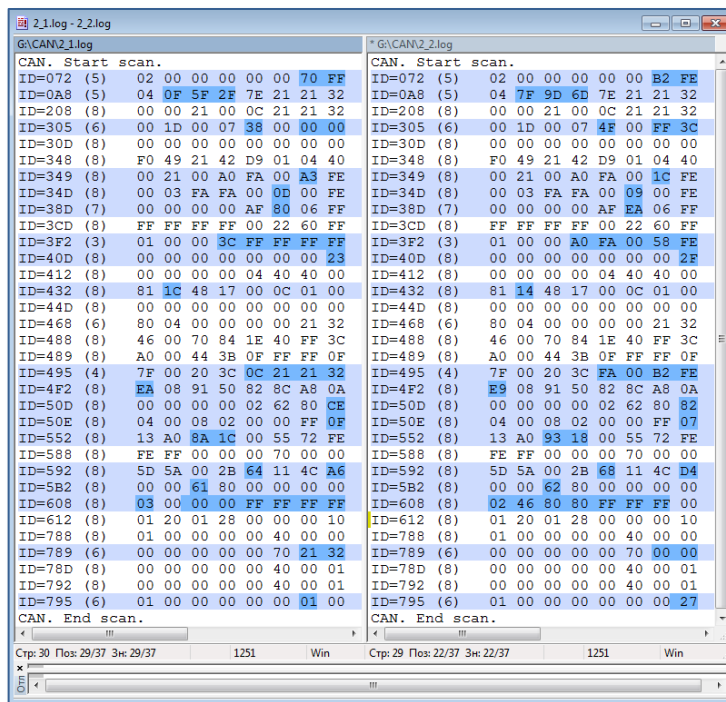 2_1.log - 2_2.log
G:\CAN\2_1.log
CAN. Start scan.
ID=072 (5) 02 00 00 00 00 00 70 FF
ID=0A8 (5) 04 0F 5F 2F 7E 21 21 32
ID=208 (8) 00 00 21 00 0C 21 21 32
ID=305 (6) 00 1D 00 07 38 00 00 00
ID=30D (8) 00 00 00 00 00 00 00 00
ID=348 (8) F0 49 21 42 D9 01 04 40
ID=349 (8) 00 21 00 A0 FA 00 A3 FE
ID=34D (8) 00 03 FA FA 00 0D 00 FE
ID=38D (7) 00 00 00 00 AF 80 06 FF
ID=3CD (8) FF FF FF FF 00 22 60 FF
ID=3F2 (3) 01 00 00 3C FF FF FF FF
ID=40D (8) 00 00 00 00 00 00 00 23
ID=412 (8) 00 00 00 00 04 40 40 00
ID=432 (8) 81 1C 48 17 00 0C 01 00
ID=44D (8) 00 00 00 00 00 00 00 00
ID=468 (6) 80 04 00 00 00 00 21 32
ID=488 (8) 46 00 70 84 1E 40 FF 3C
ID=489 (8) A0 00 44 3B 0F FF FF 0F
ID=495 (4) 7F 00 20 3C 0C 21 21 32
ID=4F2 (8) EA 08 91 50 82 8C A8 0A
ID=50D (8) 00 00 00 00 02 62 80 CE
ID=50E (8) 04 00 08 02 00 00 FF 0F
ID=552 (8) 13 A0 8A 1C 00 55 72 FE
ID=588 (8) FE FF 00 00 00 70 00 00
ID=592 (8) 5D 5A 00 2B 64 11 4C A6
ID=5B2 (8) 00 00 61 80 00 00 00 00
ID=608 (8) 03 00 00 00 FF FF FF FF
ID=612 (8) 01 20 01 28 00 00 00 10
ID=788 (8) 01 00 00 00 00 40 00 00
ID=789 (6) 00 00 00 00 00 70 21 32
ID=78D (8) 00 00 00 00 00 40 00 01
ID=792 (8) 00 00 00 00 00 40 00 01
ID=795 (6) 01 00 00 00 00 00 01 00
CAN. End scan.
Стр: 30 Поз: 29/37 Зн: 29/37 1251 Win
* G:\CAN\2_2.log
CAN. Start scan.
ID=072 (5) 02 00 00 00 00 00 B2 FE
ID=0A8 (5) 04 7F 9D 6D 7E 21 21 32
ID=208 (8) 00 00 21 00 0C 21 21 32
ID=305 (6) 00 1D 00 07 4F 00 FF 3C
ID=30D (8) 00 00 00 00 00 00 00 00
ID=348 (8) F0 49 21 42 D9 01 04 40
ID=349 (8) 00 21 00 A0 FA 00 1C FE
ID=34D (8) 00 03 FA FA 00 09 00 FE
ID=38D (7) 00 00 00 00 AF EA 06 FF
ID=3CD (8) FF FF FF FF 00 22 60 FF
ID=3F2 (3) 01 00 00 A0 FA 00 58 FE
ID=40D (8) 00 00 00 00 00 00 00 2F
ID=412 (8) 00 00 00 00 04 40 40 00
ID=432 (8) 81 14 48 17 00 0C 01 00
ID=44D (8) 00 00 00 00 00 00 00 00
ID=468 (6) 80 04 00 00 00 00 21 32
ID=488 (8) 46 00 70 84 1E 40 FF 3C
ID=489 (8) A0 00 44 3B 0F FF FF 0F
ID=495 (4) 7F 00 20 3C FA 00 B2 FE
ID=4F2 (8) E9 08 91 50 82 8C A8 0A
ID=50D (8) 00 00 00 00 02 62 80 82
ID=50E (8) 04 00 08 02 00 00 FF 07
ID=552 (8) 13 A0 93 18 00 55 72 FE
ID=588 (8) FE FF 00 00 00 70 00 00
ID=592 (8) 5D 5A 00 2B 68 11 4C D4
ID=5B2 (8) 00 00 62 80 00 00 00 00
ID=608 (8) 02 46 80 80 FF FF FF 00
ID=612 (8) 01 20 01 28 00 00 00 10
ID=788 (8) 01 00 00 00 00 40 00 00
ID=789 (6) 00 00 00 00 00 70 00 00
ID=78D (8) 00 00 00 00 00 40 00 01
ID=792 (8) 00 00 00 00 00 40 00 01
ID=795 (6) 01 00 00 00 00 00 00 27
CAN. End scan.
Стр: 29 Поз: 22/37 Зн: 22/37 1251 Win